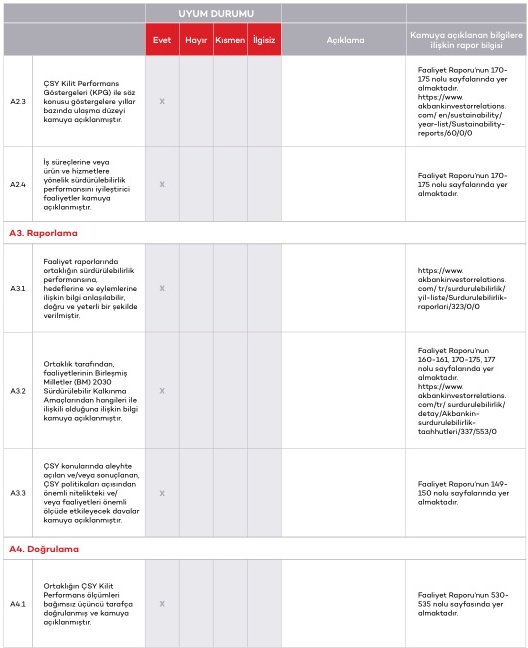 UYUM DURUMU
Evet
Hayır
Kısmen
İlgisiz
Açıklama
Kamuya açıklanan bilgilere
ilişkin rapor bilgisi
A2.3
ÇSY Kilit Performans
Göstergeleri (KPG) ile söz
konusu göstergelere yıllar
bazında ulaşma düzeyi
kamuya açıklanmıştır.
X
Faaliyet Raporu'nun 170-
175 nolu sayfalarında yer
almaktadır.
https://www.
akbankinvestorrelations.
com/ en/sustainability/
year-list/Sustainability-
reports/60/0/0
A2.4
İş süreçlerine veya
ürün ve hizmetlere
yönelik sürdürülebilirlik
performansını iyileştirici
faaliyetler kamuya
açıklanmıştır.
X
Faaliyet Raporu'nun 170-
175 nolu sayfalarında yer
almaktadır.
A3. Raporlama
A3.1
Faaliyet raporlarında
ortaklığın sürdürülebilirlik
performansına,
hedeflerine ve eylemlerine
ilişkin bilgi anlaşılabilir,
doğru ve yeterli bir şekilde
verilmiştir.
X
https://www.
akbankinvestorrelations.
com/ tr/surdurulebilirlik/
yil-liste/Surdurulebilirlik-
raporlari/323/0/0
A3.2
Ortaklık tarafından,
faaliyetlerinin Birleşmiş
Milletler (BM) 2030
Sürdürülebilir Kalkınma
Amaçlarından hangileri ile
ilişkili olduğuna ilişkin bilgi
kamuya açıklanmıştır.
X
Faaliyet Raporu'nun
160-161, 170-175, 177
nolu sayfalarında yer
almaktadır.
https://www.
akbankinvestorrelations.
com/tr/ surdurulebilirlik/
detay/Akbankin-
surdurulebilirlik-
taahhutleri/337/553/0
A3.3
ÇSY konularında aleyhte
açılan ve/veya sonuçlanan,
ÇSY politikaları açısından
önemli nitelikteki ve/
veya faaliyetleri önemli
ölçüde etkileyecek davalar
kamuya açıklanmıştır.
X
Faaliyet Raporu'nun 149-
150 nolu sayfalarında yer
almaktadır.
A4. Doğrulama
A4.1
Ortaklığın ÇSY Kilit
Performans ölçümleri
bağımsız üçüncü tarafça
doğrulanmış ve kamuya
açıklanmıştır.
X
Faaliyet Raporu'nun 530-
535 nolu sayfasında yer
almaktadır.